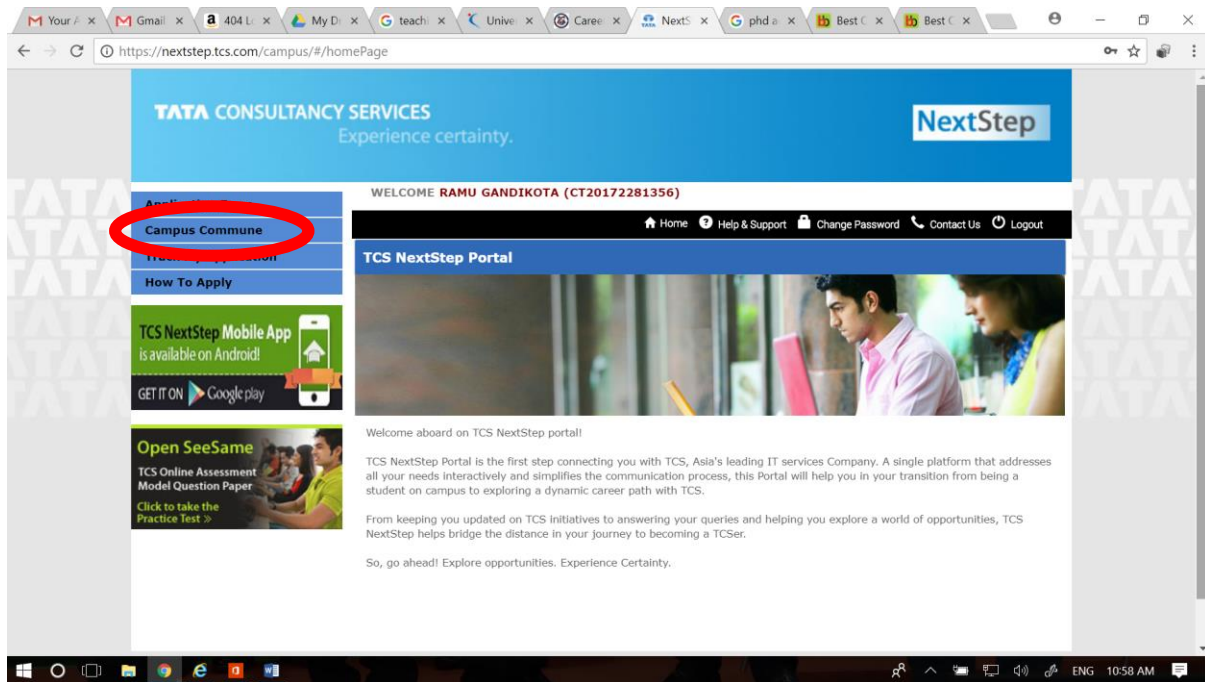 Your A
Gmail
404 Lo
My Dr
teachi
Univer
Caree
NextS
phd a
Best C
Best C
https://nextstep.tcs.com/campus/#/homePage
TATA CONSULTANCY SERVICES
Experience certainty.
NextStep
WELCOME RAMU GANDIKOTA (CT20172281356)
Campus Commune
How To Apply
Home Help & Support Change Password Contact Us Logout
TCS NextStep Portal
TCS NextStep Mobile App
is available on Android!
GET IT ON Google play
Open SeeSame
TCS Online Assessment
Model Question Paper
Click to take the
Practice Test »
Welcome aboard on TCS NextStep portal!
TCS NextStep Portal is the first step connecting you with TCS, Asia's leading IT services Company. A single platform that addresses
all your needs interactively and simplifies the communication process, this Portal will help you in your transition from being a
student on campus to exploring a dynamic career path with TCS.
From keeping you updated on TCS initiatives to answering your queries and helping you explore a world of opportunities, TCS
NextStep helps bridge the distance in your journey to becoming a TCSer.
So, go ahead! Explore opportunities. Experience Certainty.
TATA
TATA
ENG 10:58 AM